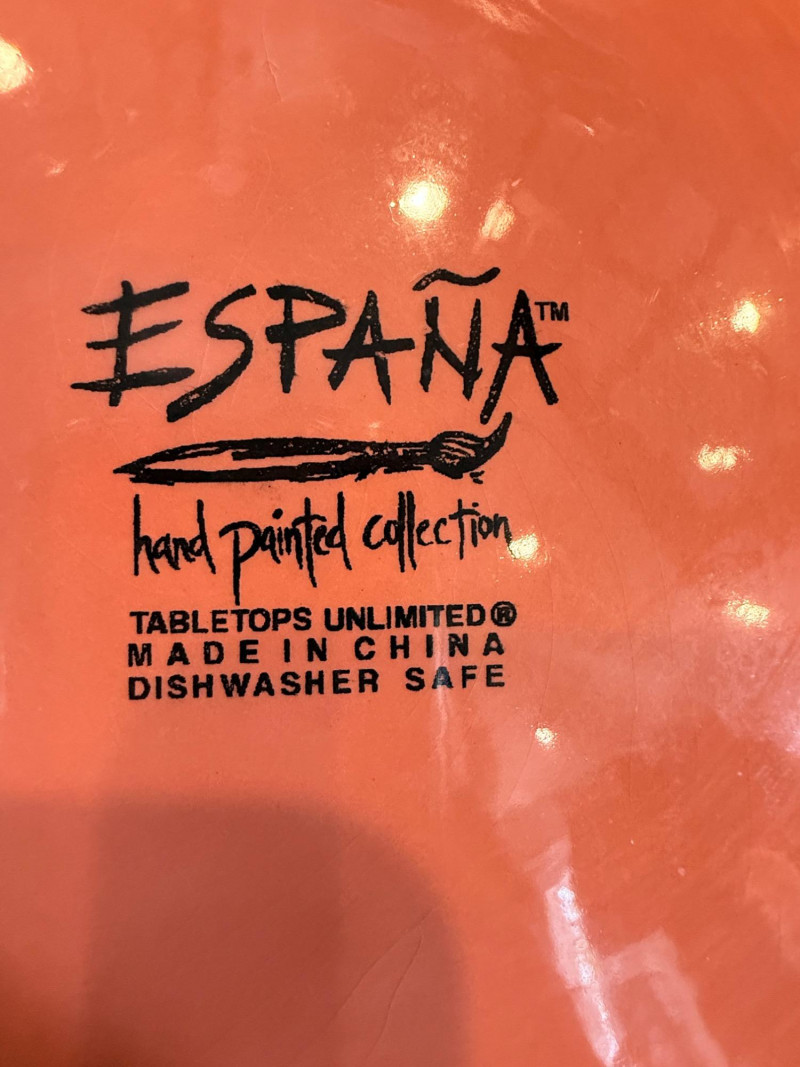 ESPAÑA™
hand painted collection
TABLETOPS UNLIMITED®
MADE IN CHINA
DISHWASHER SAFE